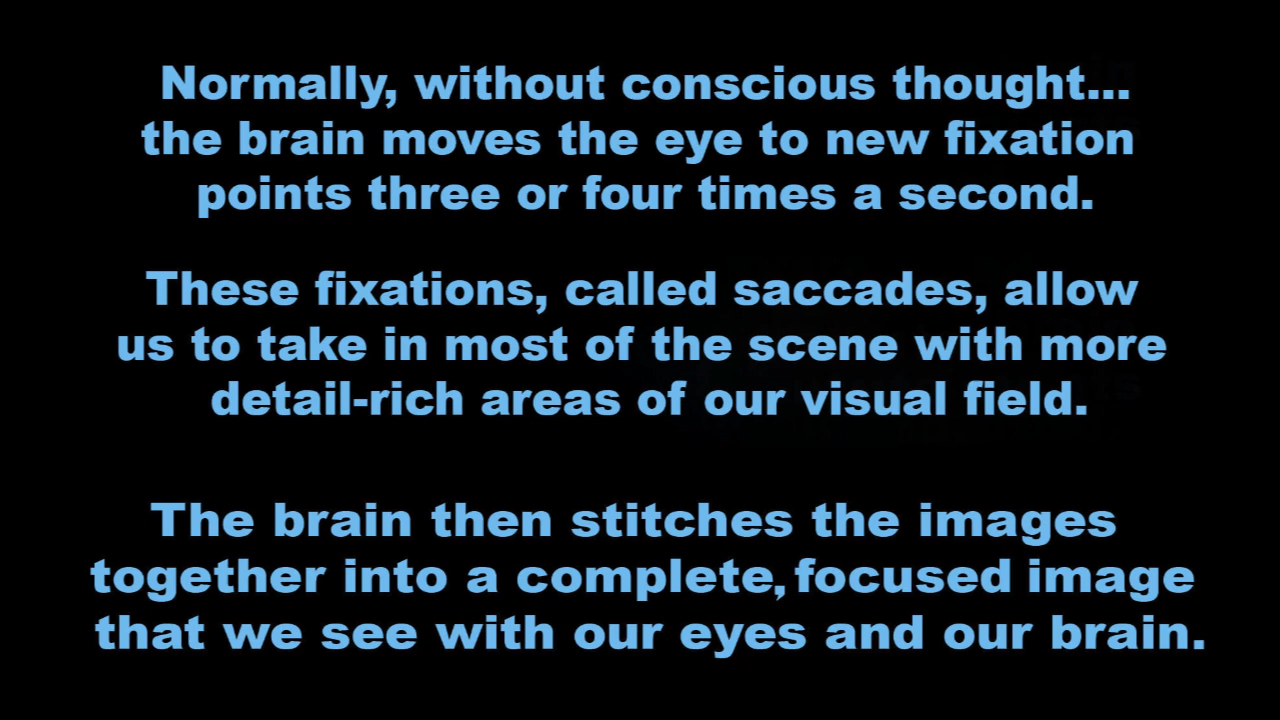 Normally, without conscious thought...
the brain moves the eye to new fixation
points three or four times a second.
These fixations, called saccades, allow
us to take in most of the scene with more
detail-rich areas of our visual field.
The brain then stitches the images
together into a complete, focused image
that we see with our eyes and our brain.